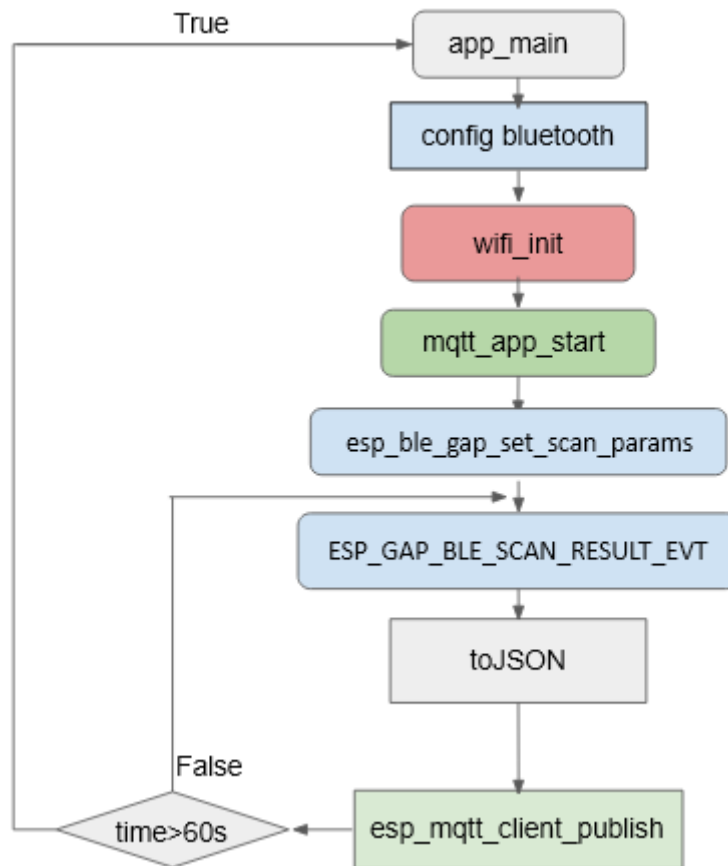 True
app_main
config bluetooth
wifi_init
mqtt_app_start
esp_ble_gap_set_scan_params
ESP_GAP_BLE_SCAN_RESULT_EVT
toJSON
False
time>60s
esp_mqtt_client_publish